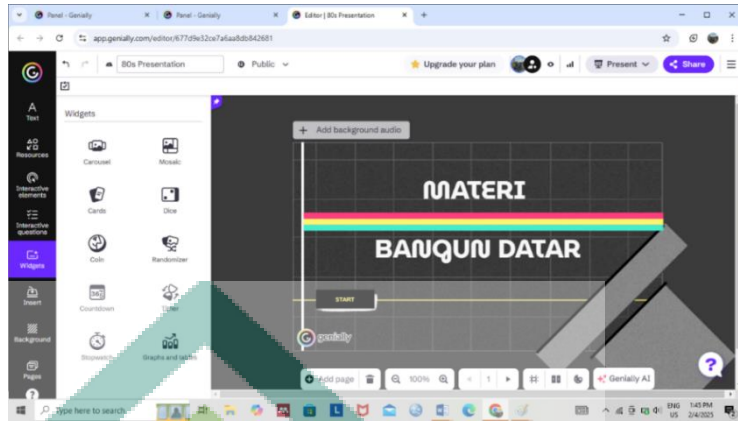 Panel - Genially
Panel - Genially
Editor | 80s Presentation
app.genially.com/editor/677d9e32ce7a6aa8db842681
80s Presentation
Public
Upgrade your plan
Present
Share
Text
Resources
Interactive elements
Interactive questions
Widgets
Insert
Background
Pages
Widgets
Carousel
Mosaic
Cards
Dice
Coin
Randomizer
Countdown
Timer
Stopwatch
Graphs and tables
Add background audio
MATERI
BANGUN DATAR
START
genially
Add page
100%
1
Genially AI
Type here to search
ENG
US
1:45 PM
2/4/2025